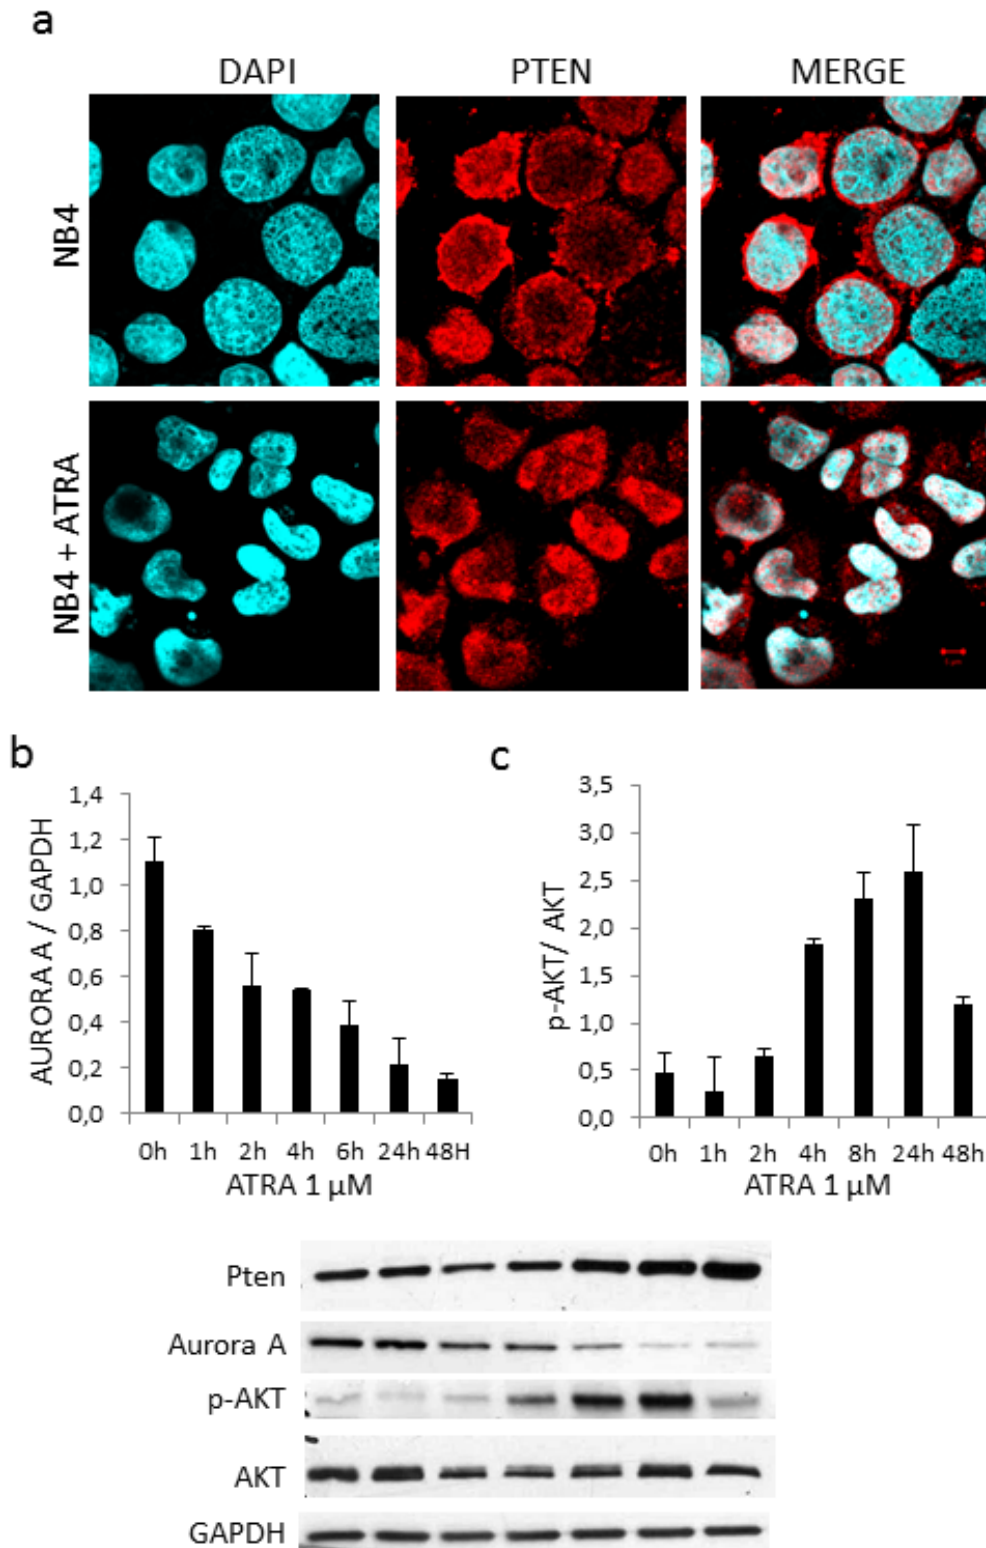 a
DAPI PTEN MERGE
NB4
NB4 + ATRA
b
AURORA A / GAPDH
1,4
1,2
1,0
0,8
0,6
0,4
0,2
0,0
0h 1h 2h 4h 6h 24h 48H
ATRA 1 µM
c
p-AKT/ AKT
3,5
3,0
2,5
2,0
1,5
1,0
0,5
0,0
0h 1h 2h 4h 8h 24h 48h
ATRA 1 µM
Pten
Aurora A
p-AKT
AKT
GAPDH